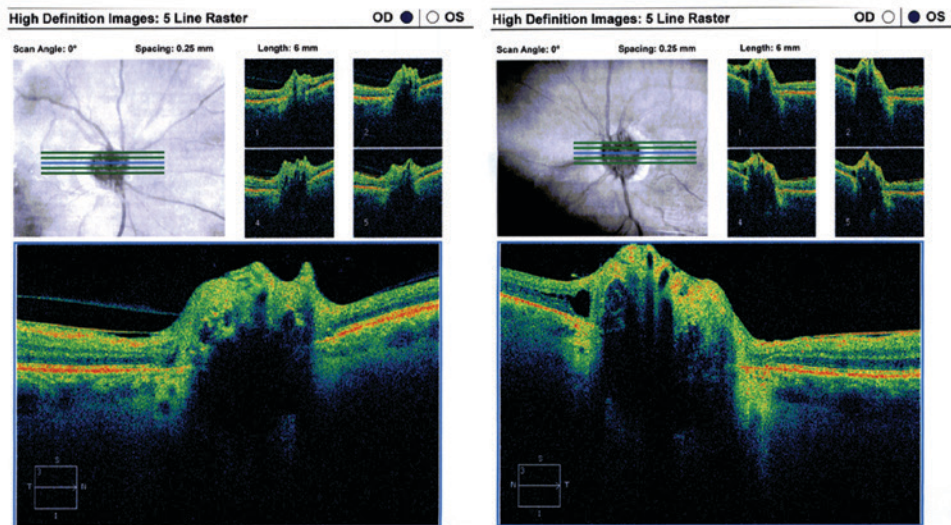 High Definition Images: 5 Line Raster OD OS
Scan Angle: 0° Spacing: 0.25 mm Length: 6 mm
1 2
4 5
3
S
T N
I
High Definition Images: 5 Line Raster OD OS
Scan Angle: 0° Spacing: 0.25 mm Length: 6 mm
1 2
4 5
3
S
N T
I